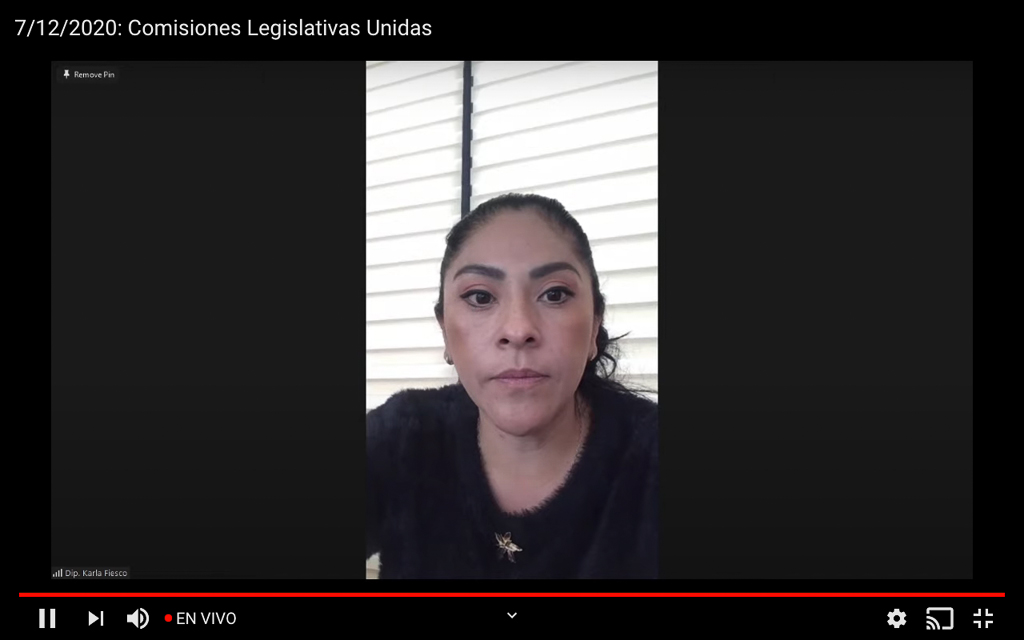 7/12/2020: Comisiones Legislativas Unidas
Remove Pin
Dip. Karla Fiesco
EN VIVO